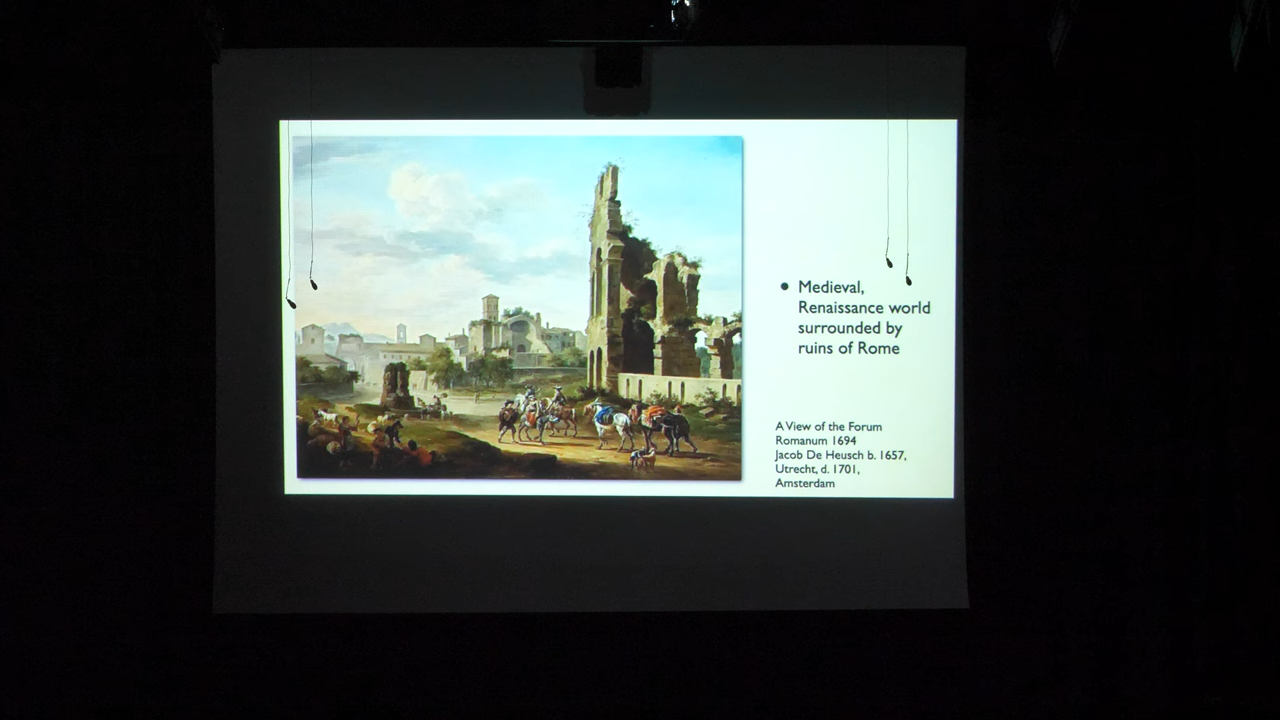 Medieval,
Renaissance world
surrounded by
ruins of Rome
A View of the Forum
Romanum 1694
Jacob De Heusch b. 1657,
Utrecht, d. 1701,
Amsterdam